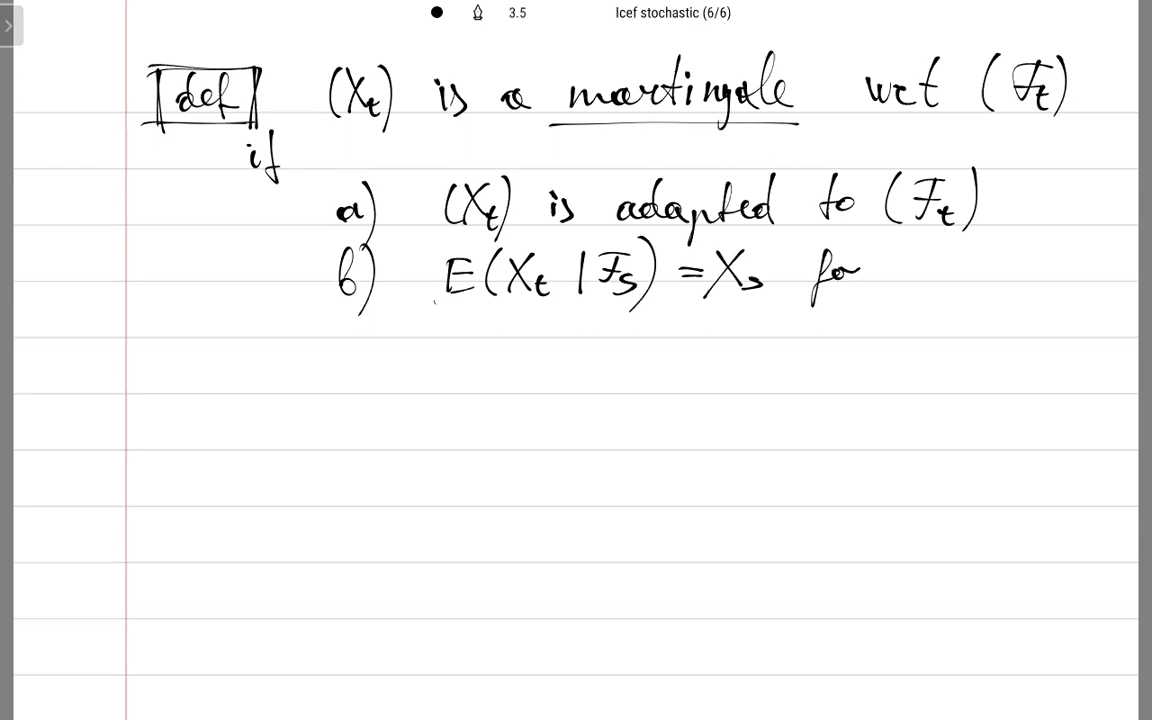 3.5 Icef stochastic (6/6)
def (Xₜ) is a martingale wrt (ℱₜ)
if
a) (Xₜ) is adapted to (ℱₜ)
b) E(Xₜ | ℱₛ) = Xₛ for